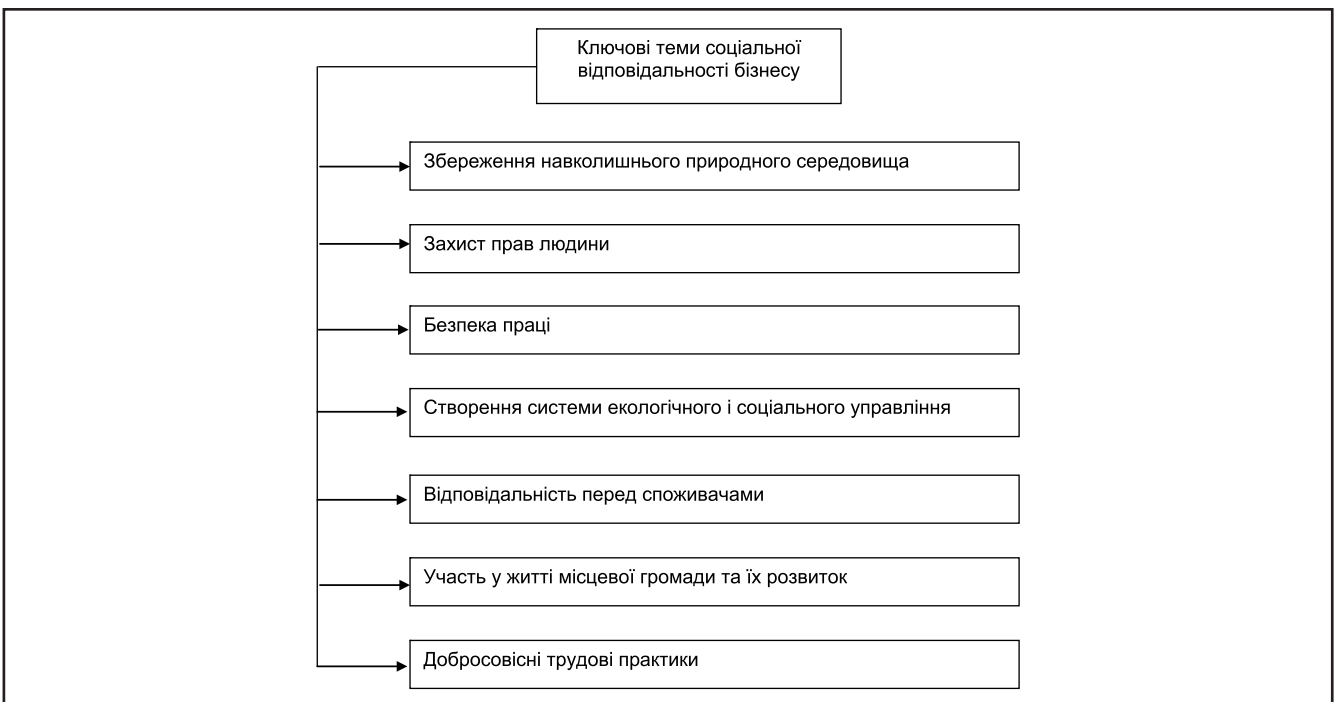 Ключові теми соціальної
відповідальності бізнесу
Збереження навколишнього природного середовища
Захист прав людини
Безпека праці
Створення системи екологічного і соціального управління
Відповідальність перед споживачами
Участь у житті місцевої громади та їх розвиток
Добросовісні трудові практики